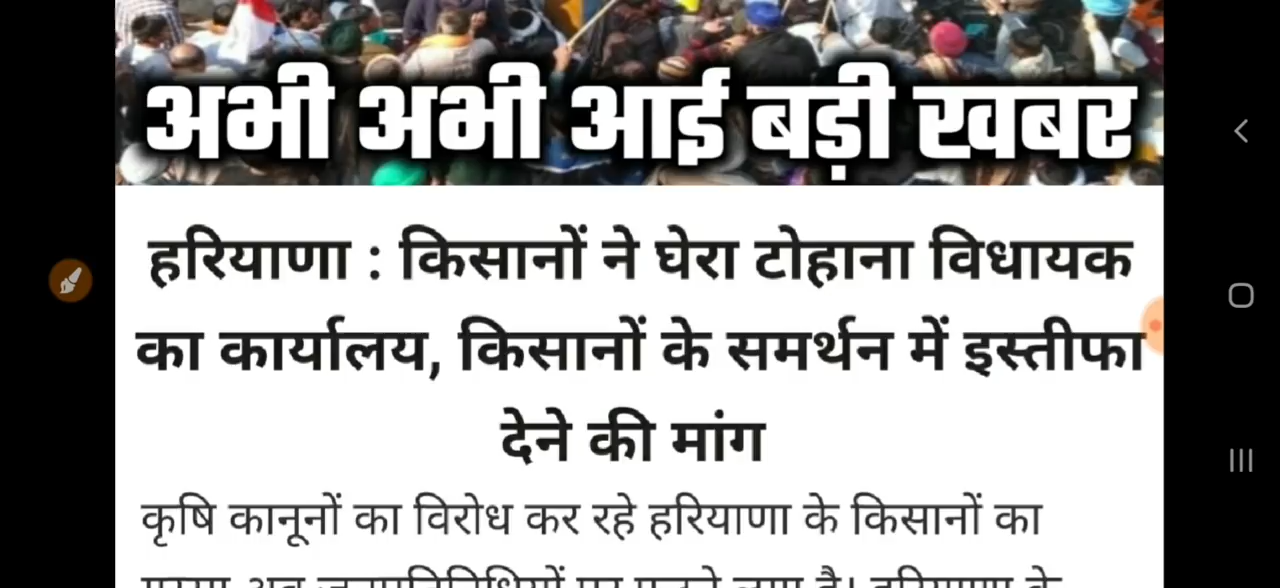 अभी अभी आई बड़ी खबर
हरियाणा : किसानों ने घेरा टोहाना विधायक
का कार्यालय, किसानों के समर्थन में इस्तीफा
देने की मांग
कृषि कानूनों का विरोध कर रहे हरियाणा के किसानों का